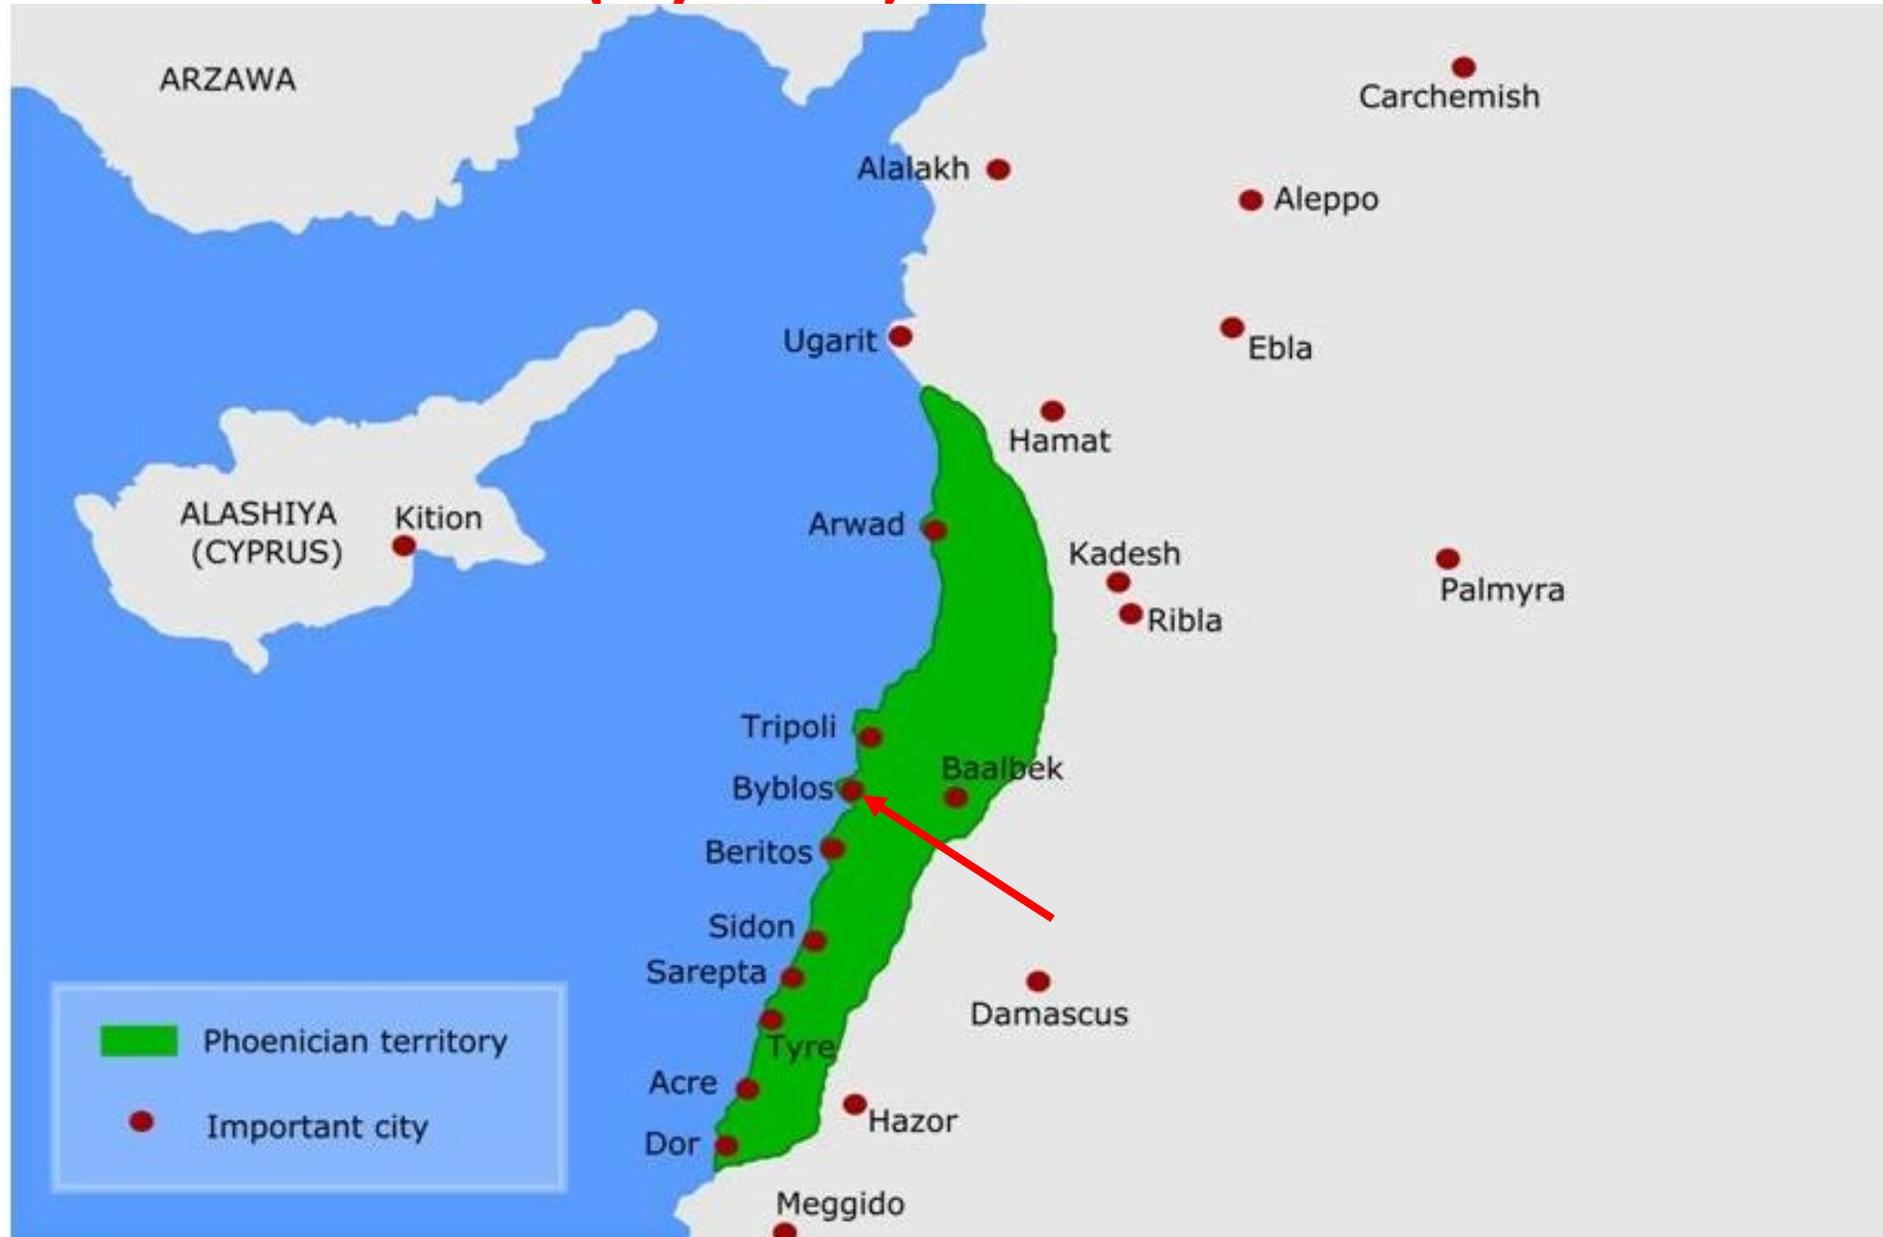 ARZAWA
Carchemish
Alalakh
Aleppo
Ugarit
Ebla
Hamat
ALASHIYA
(CYPRUS)
Kition
Arwad
Kadesh
Ribla
Palmyra
Tripoli
Baalbek
Byblos
Beritos
Sidon
Sarepta
Damascus
Tyre
Phoenician territory
Acre
Hazor
Important city
Dor
Meggido